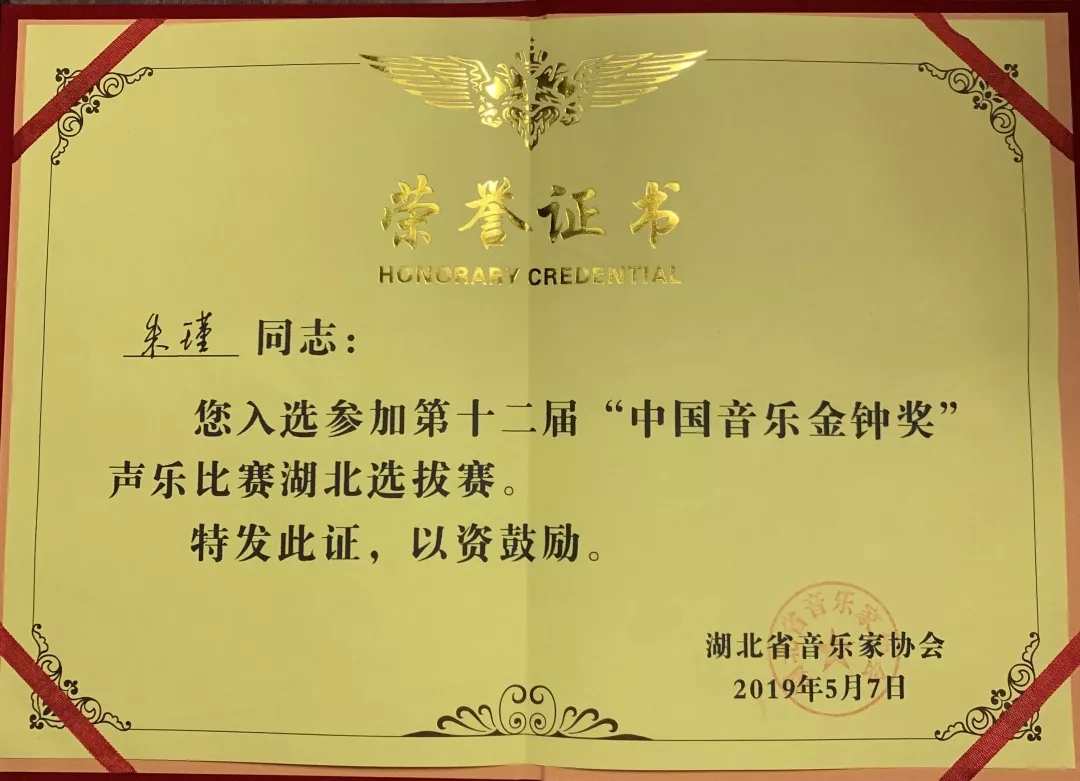 荣誉证书
HONORARY CREDENTIAL
朱瑾 同志：
您入选参加第十二届“中国音乐金钟奖”
声乐比赛湖北选拔赛。
特发此证，以资鼓励。
湖北省音乐家协会
2019年5月7日